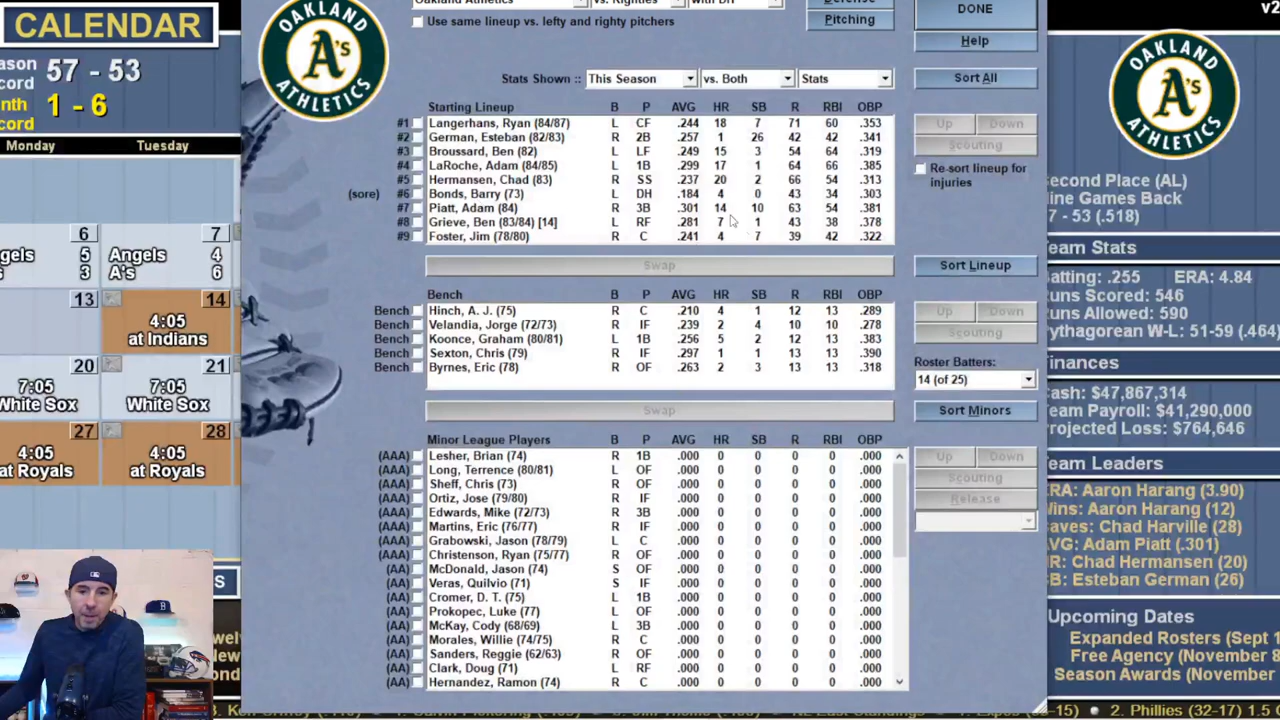 CALENDAR
57 - 53
1 - 6
Monday Tuesday
6 7
5 Angels 4
3 A's 6
13 14
4:05
at Indians
20 21
7:05 7:05
White Sox White Sox
27 28
4:05 4:05
at Royals at Royals
OAKLAND
A's
ATHLETICS
Use same lineup vs. lefty and righty pitchers
Pitching
DONE
Help
Stats Shown :: This Season vs. Both Stats
Sort All
Starting Lineup B P AVG HR SB R RBI OBP
#1 Langerhans, Ryan (84/87) L CF .244 18 7 71 60 .353
#2 German, Esteban (82/83) R 2B .257 1 26 42 42 .341
#3 Broussard, Ben (82) L LF .249 15 3 54 64 .319
#4 LaRoche, Adam (84/85) L 1B .299 17 1 64 66 .385
#5 Hermansen, Chad (83) R SS .237 20 2 66 54 .313
(sore) #6 Bonds, Barry (73) L DH .184 4 0 43 34 .303
#7 Piatt, Adam (84) R 3B .301 14 10 63 54 .381
#8 Grieve, Ben (83/84) [14] L RF .281 7 1 43 38 .378
#9 Foster, Jim (78/80) R C .241 4 7 39 42 .322
Up Down
Scouting
Re-sort lineup for
injuries
Swap
Sort Lineup
Bench B P AVG HR SB R RBI OBP
Bench Hinch, A. J. (75) R C .210 4 1 12 13 .289
Bench Velandia, Jorge (72/73) R IF .239 2 4 10 10 .278
Bench Koonce, Graham (80/81) L 1B .256 5 2 12 13 .383
Bench Sexton, Chris (79) R IF .297 1 1 13 13 .390
Bench Byrnes, Eric (78) R OF .263 2 3 13 13 .318
Up Down
Scouting
Roster Batters:
14 (of 25)
Swap
Sort Minors
Minor League Players B P AVG HR SB R RBI OBP
(AAA) Lesher, Brian (74) R 1B .000 0 0 0 0 .000
(AAA) Long, Terrence (80/81) L OF .000 0 0 0 0 .000
(AAA) Sheff, Chris (73) R OF .000 0 0 0 0 .000
(AAA) Ortiz, Jose (79/80) R IF .000 0 0 0 0 .000
(AAA) Edwards, Mike (72/73) R 3B .000 0 0 0 0 .000
(AAA) Martins, Eric (76/77) R IF .000 0 0 0 0 .000
(AAA) Grabowski, Jason (78/79) L C .000 0 0 0 0 .000
(AAA) Christenson, Ryan (75/77) R OF .000 0 0 0 0 .000
(AA) McDonald, Jason (74) S OF .000 0 0 0 0 .000
(AA) Veras, Quilvio (71) S IF .000 0 0 0 0 .000
(AA) Cromer, D. T. (75) L 1B .000 0 0 0 0 .000
(AA) Prokopec, Luke (77) L OF .000 0 0 0 0 .000
(AA) McKay, Cody (68/69) L 3B .000 0 0 0 0 .000
(AA) Morales, Willie (74/75) R C .000 0 0 0 0 .000
(AA) Sanders, Reggie (62/63) R OF .000 0 0 0 0 .000
(AA) Clark, Doug (71) L RF .000 0 0 0 0 .000
(AA) Hernandez, Ramon (74) R C .000 0 0 0 0 .000
Up Down
Scouting
Release
OAKLAND
A's
ATHLETICS
econd Place (AL)
ine Games Back
- 53 (.518)
eam Stats
atting: .255 ERA: 4.84
uns Scored: 546
uns Allowed: 590
ythagorean W-L: 51-59 (.464)
inances
ash: $47,867,314
eam Payroll: $41,290,000
rojected Loss: $764,646
eam Leaders
RA: Aaron Harang (3.90)
ins: Aaron Harang (12)
aves: Chad Harville (28)
VG: Adam Piatt (.301)
R: Chad Hermansen (20)
B: Esteban German (26)
Upcoming Dates
Expanded Rosters (Sept 1
Free Agency (November 8
Season Awards (November
2. Phillies (32-17) 1.5